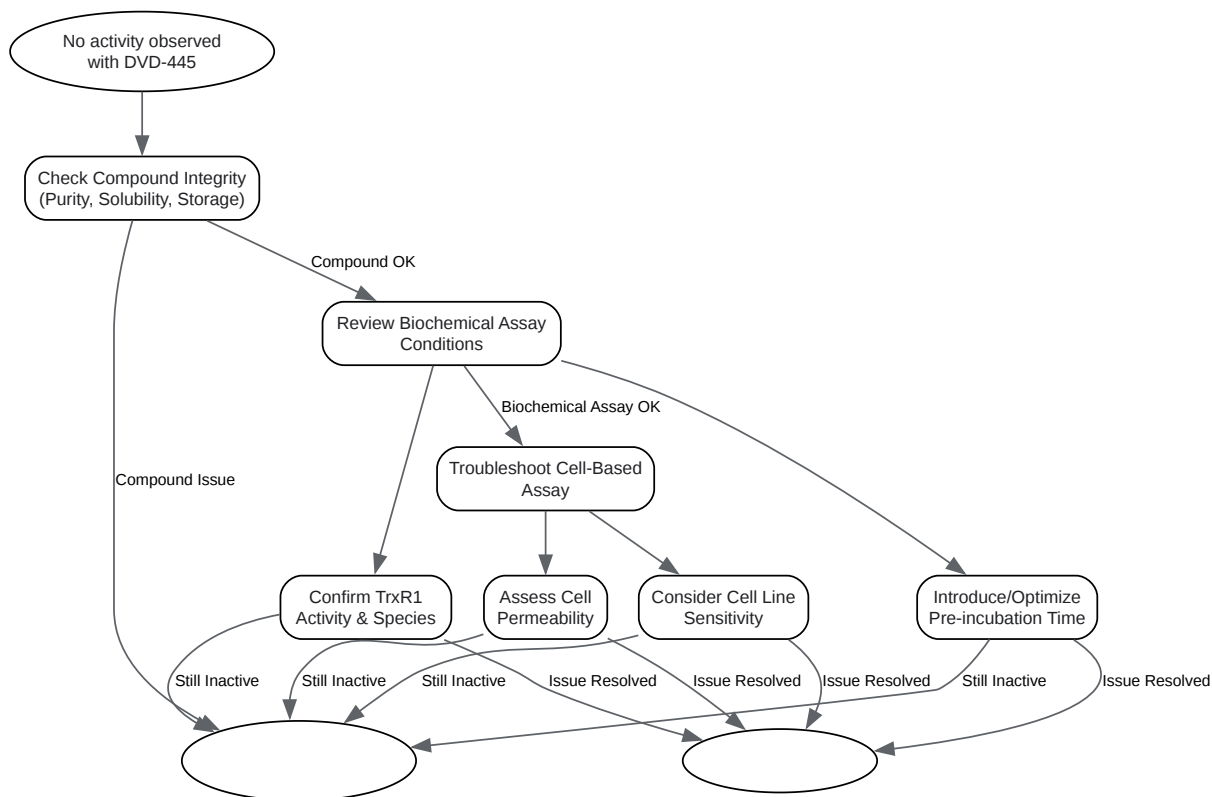 No activity observed
with DVD-445
Check Compound Integrity
(Purity, Solubility, Storage)
Compound OK
Review Biochemical Assay
Conditions
Biochemical Assay OK
Troubleshoot Cell-Based
Assay
Compound Issue
Confirm TrxR1
Activity & Species
Assess Cell
Permeability
Consider Cell Line
Sensitivity
Introduce/Optimize
Pre-incubation Time
Still Inactive
Still Inactive
Still Inactive
Issue Resolved
Issue Resolved
Issue Resolved
Still Inactive
Issue Resolved